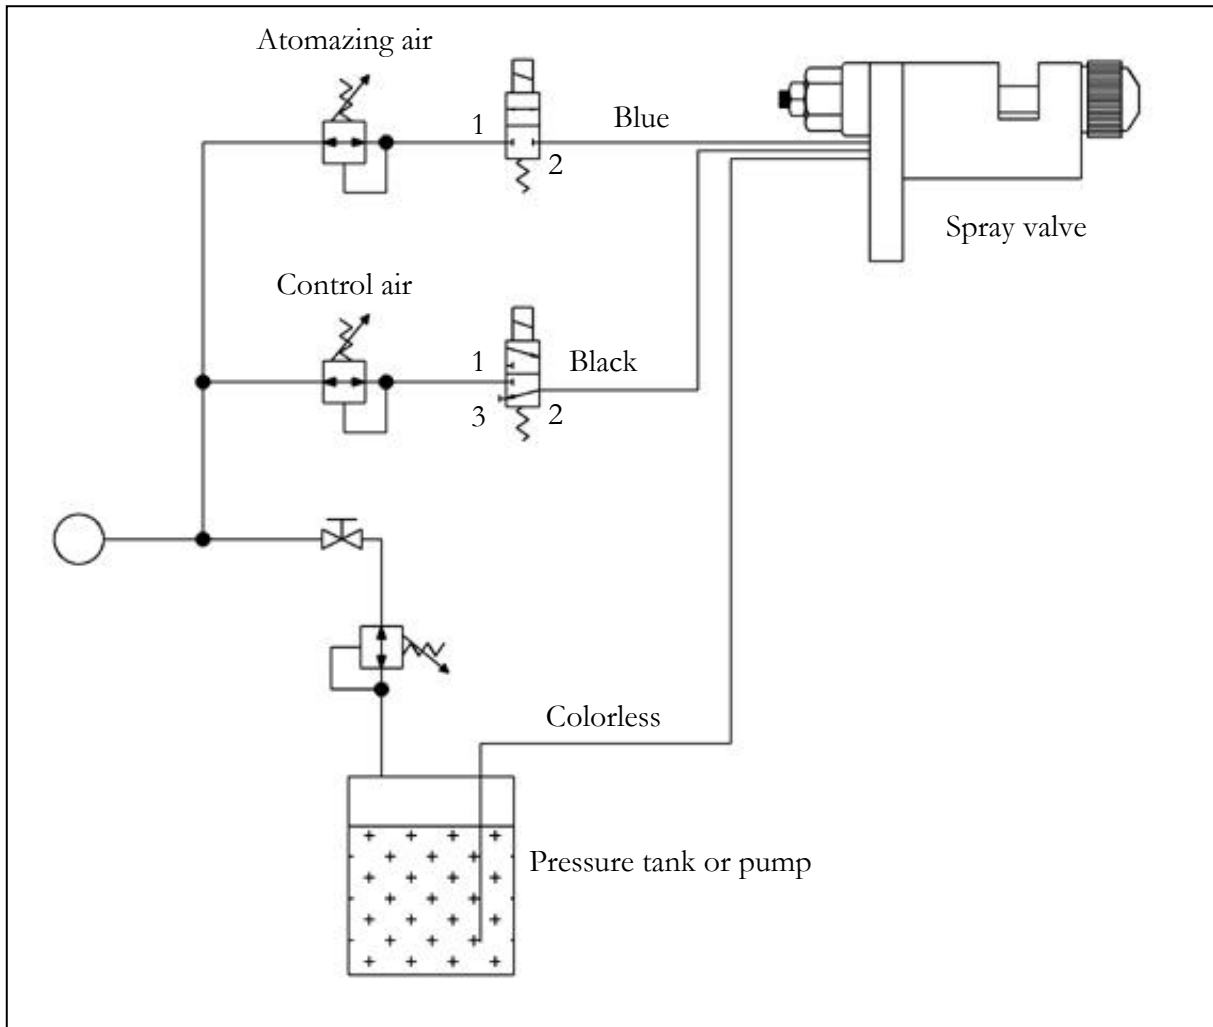 Atomazing air
1
Blue
2
Spray valve
Control air
1
Black
3
2
Colorless
Pressure tank or pump